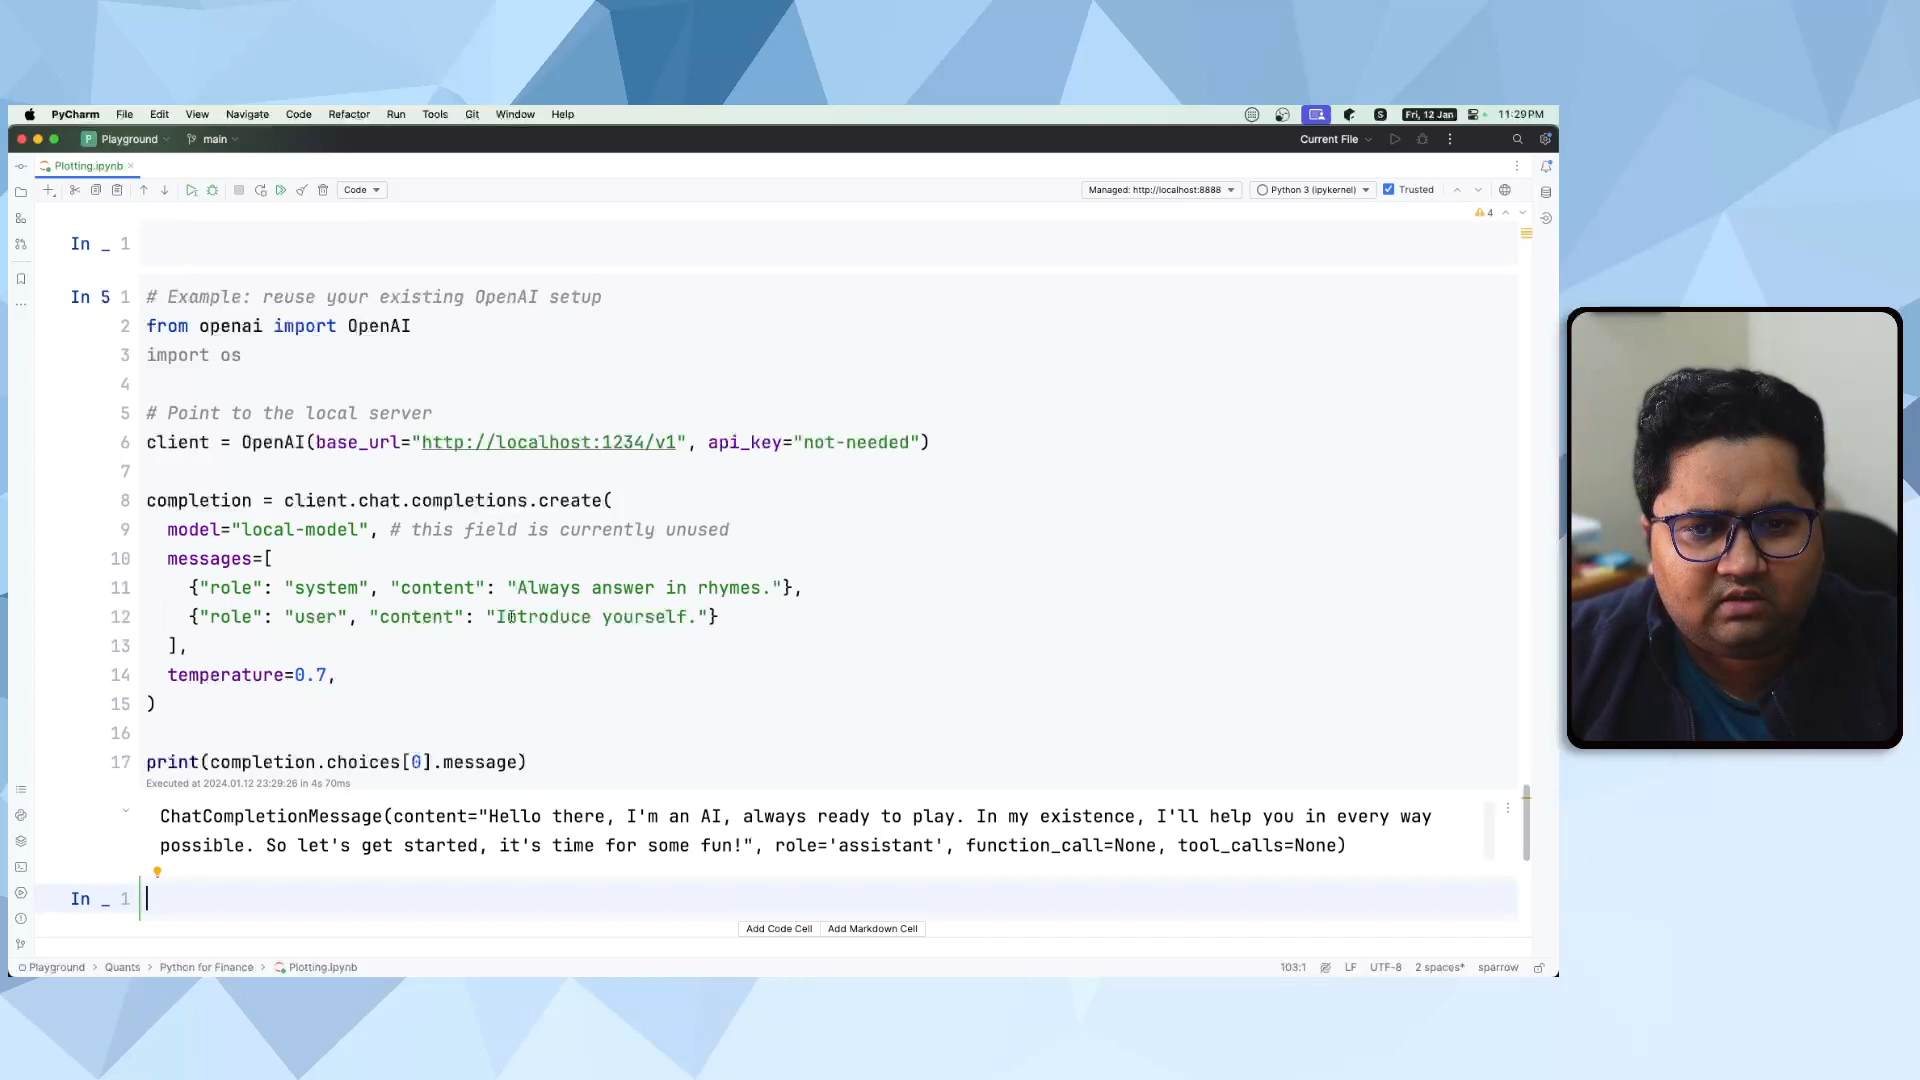 PyCharm File Edit View Navigate Code Refactor Run Tools Git Window Help Fri, 12 Jan 11:29PM
P Playground main Current File
Plotting.ipynb
Code Managed: http://localhost:8888 Python 3 (ipykernel) Trusted
4
In _ 1
In 5 1 # Example: reuse your existing OpenAI setup
2 from openai import OpenAI
3 import os
4
5 # Point to the local server
6 client = OpenAI(base_url="http://localhost:1234/v1", api_key="not-needed")
7
8 completion = client.chat.completions.create(
9 model="local-model", # this field is currently unused
10 messages=[
11 {"role": "system", "content": "Always answer in rhymes."},
12 {"role": "user", "content": "Introduce yourself."}
13 ],
14 temperature=0.7,
15 )
16
17 print(completion.choices[0].message)
Executed at 2024.01.12 23:29:26 in 4s 70ms
ChatCompletionMessage(content="Hello there, I'm an AI, always ready to play. In my existence, I'll help you in every way
possible. So let's get started, it's time for some fun!", role='assistant', function_call=None, tool_calls=None)
In _ 1
Add Code Cell Add Markdown Cell
Playground > Quants > Python for Finance > Plotting.ipynb 103:1 LF UTF-8 2 spaces* sparrow